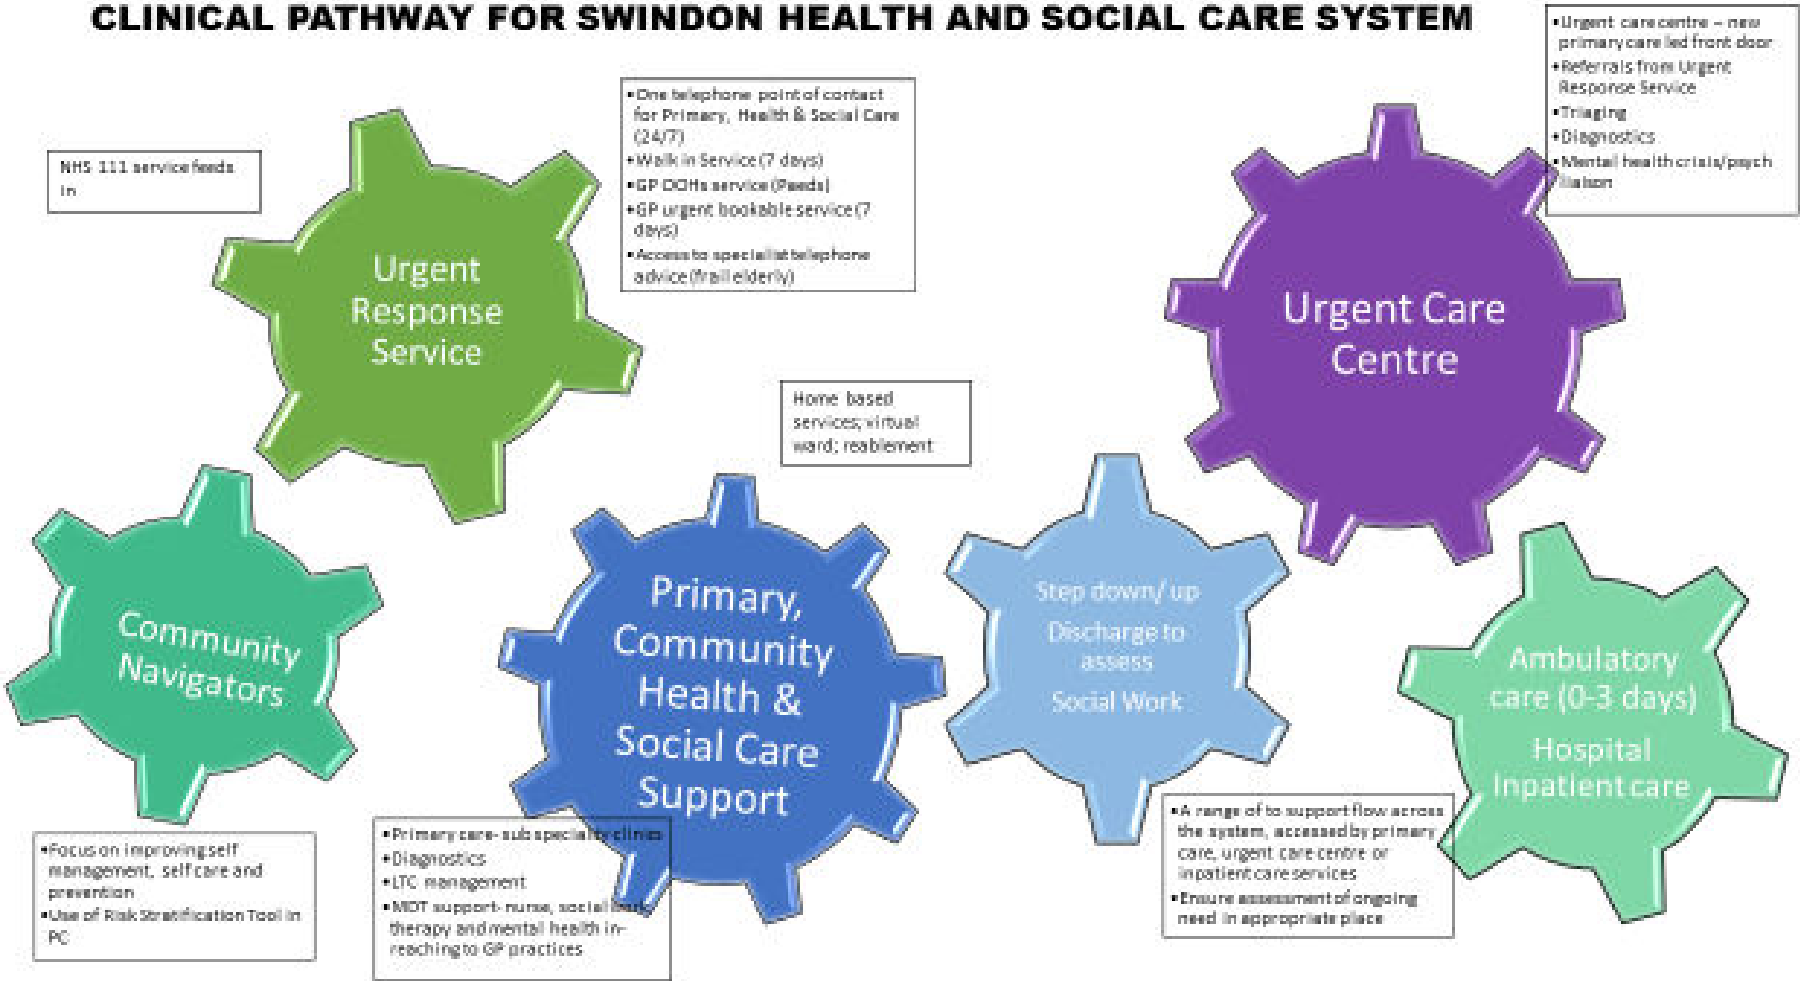 CLINICAL PATHWAY FOR SWINDON HEALTH AND SOCIAL CARE SYSTEM
NHS 111 service feeds
in
Urgent
Response
Service
•One telephone point of contact
for Primary, Health & Social Care
(24/7)
•Walk in Service (7 days)
•GP OOHs service (Paeds)
•GP urgent bookable service (7
days)
•Access to specialist telephone
advice (frail elderly)
Urgent Care
Centre
•Urgent care centre – new
primary care led front door
•Referrals from Urgent
Response Service
•Triaging
•Diagnostics
•Mental health crisis/psych
liaison
Home based
services; virtual
ward; reablement
Community
Navigators
•Focus on improving self
management, self care and
prevention
•Use of Risk Stratification Tool in
PC
Primary,
Community
Health &
Social Care
Support
•Primary care- sub speciality clinics
•Diagnostics
•LTC management
•MDT support- nurse, social work,
therapy and mental health in-
reaching to GP practices
Step down/ up
Discharge to
assess
Social Work
•A range of to support flow across
the system, accessed by primary
care, urgent care centre or
inpatient care services
•Ensure assessment of ongoing
need in appropriate place
Ambulatory
care (0-3 days)
Hospital
Inpatient care